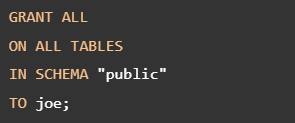 GRANT ALL
ON ALL TABLES
IN SCHEMA "public"
TO joe;